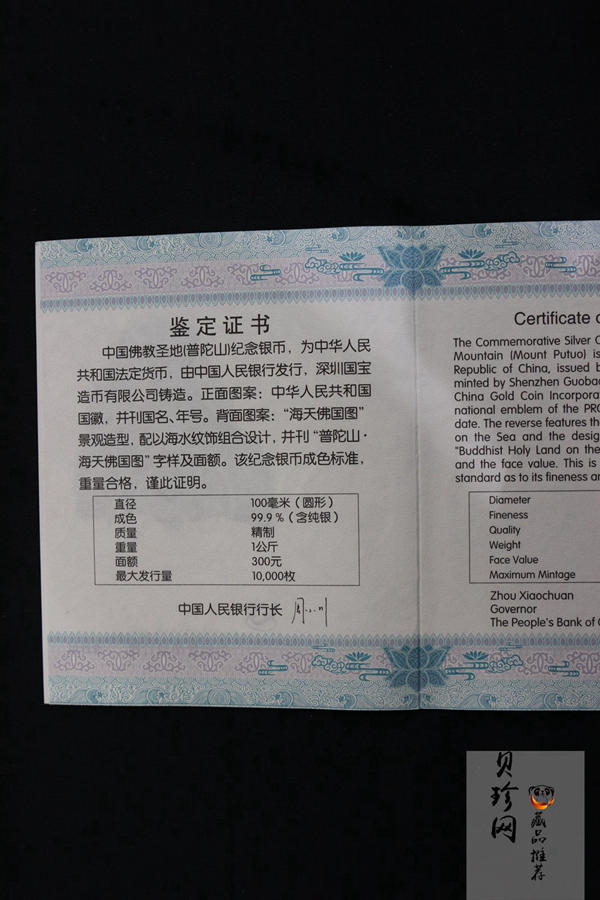 鉴定证书
中国佛教圣地(普陀山)纪念银币，为中华人民
共和国法定货币，由中国人民银行发行，深圳国宝
造币有限公司铸造。正面图案：中华人民共和国
国徽，并刊国名、年号。背面图案：“海天佛国图”
景观造型，配以海水纹饰组合设计，并刊“普陀山·
海天佛国图”字样及面额。该纪念银币成色标准，
重量合格，谨此证明。
直径 100毫米（圆形）
成色 99.9％（含纯银）
质量 精制
重量 1公斤
面额 300元
最大发行量 10,000枚
中国人民银行行长
Certificate o
The Commemorative Silver C
Mountain (Mount Putuo) is
Republic of China, issued b
minted by Shenzhen Guobao
China Gold Coin Incorporat
national emblem of the PRC
date. The reverse features th
on the Sea and the design
"Buddhist Holy Land on the
and the face value. This is
standard as to its fineness an
Diameter
Fineness
Quality
Weight
Face Value
Maximum Mintage
Zhou Xiaochuan
Governor
The People's Bank of C
贝珍网
藏品推荐